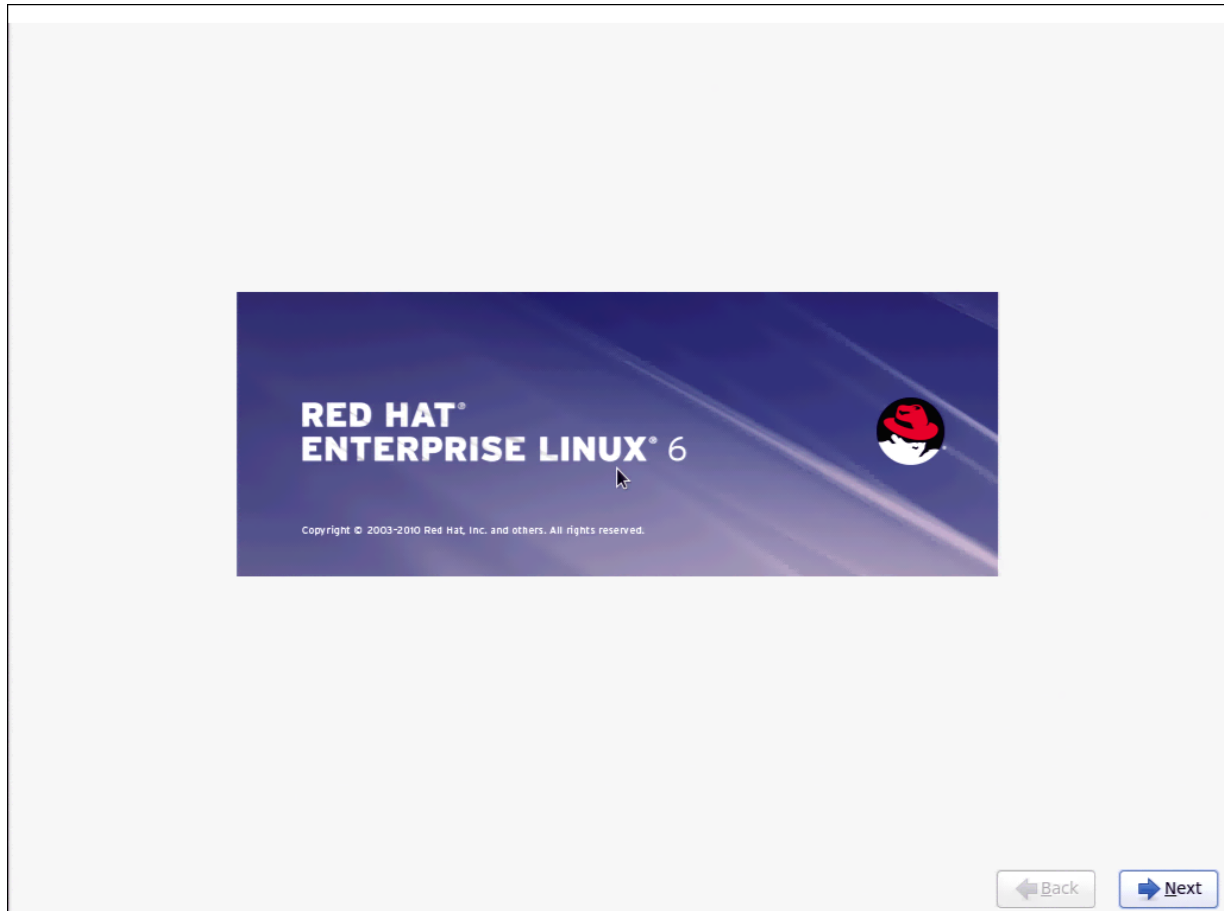 RED HAT®
ENTERPRISE LINUX® 6
Copyright © 2003-2010 Red Hat, Inc. and others. All rights reserved.
Back
Next